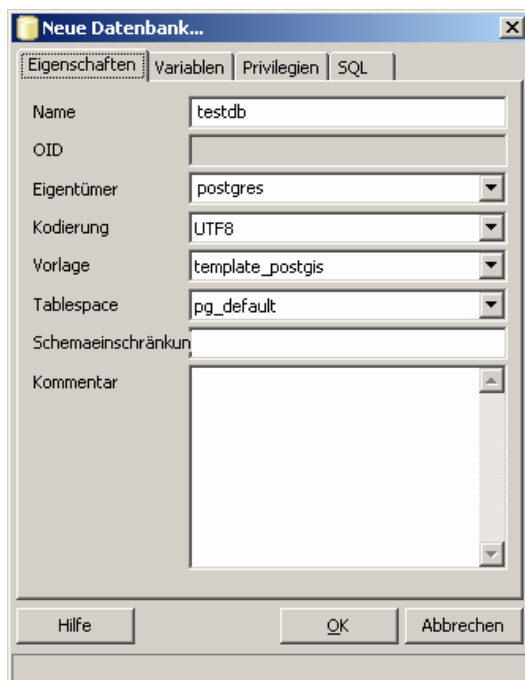 Neue Datenbank...
Eigenschaften Variablen Privilegien SQL
Name testdb
OID
Eigentümer postgres
Kodierung UTF8
Vorlage template_postgis
Tablespace pg_default
Schemaeinschränkun
Kommentar
Hilfe OK Abbrechen